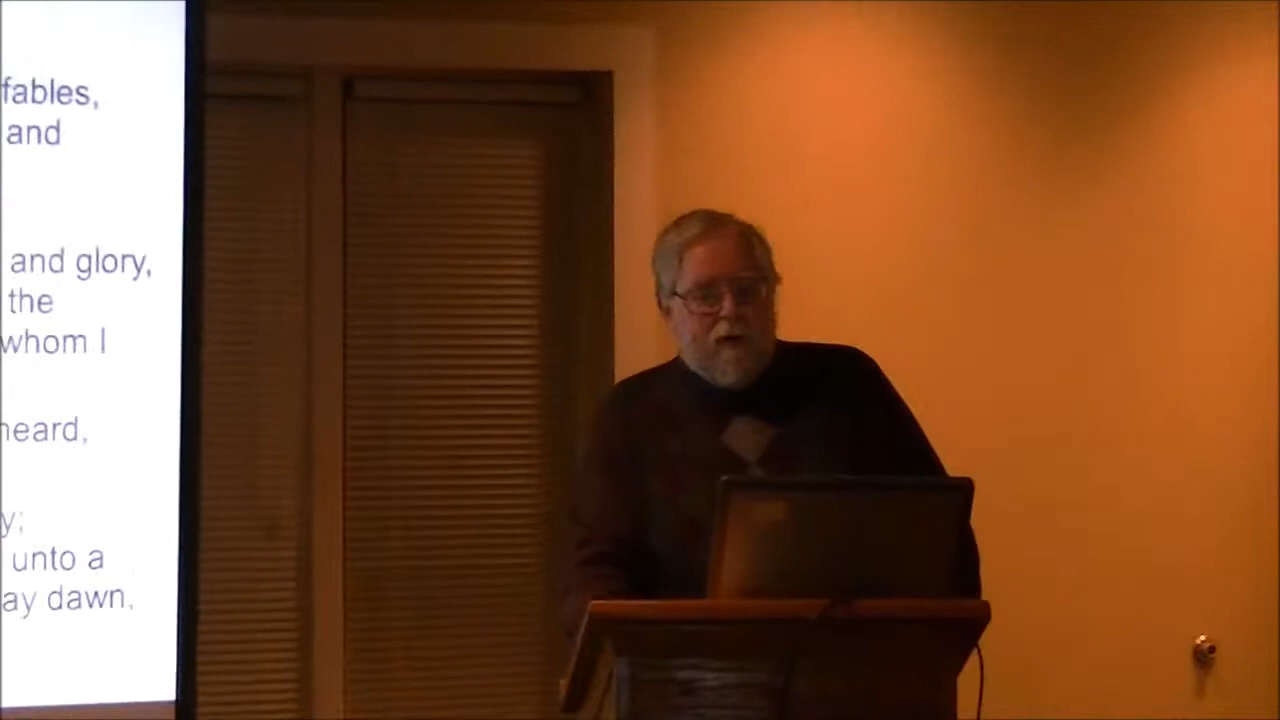 fables,
and
and glory,
the
whom I
heard,
y;
unto a
ay dawn,